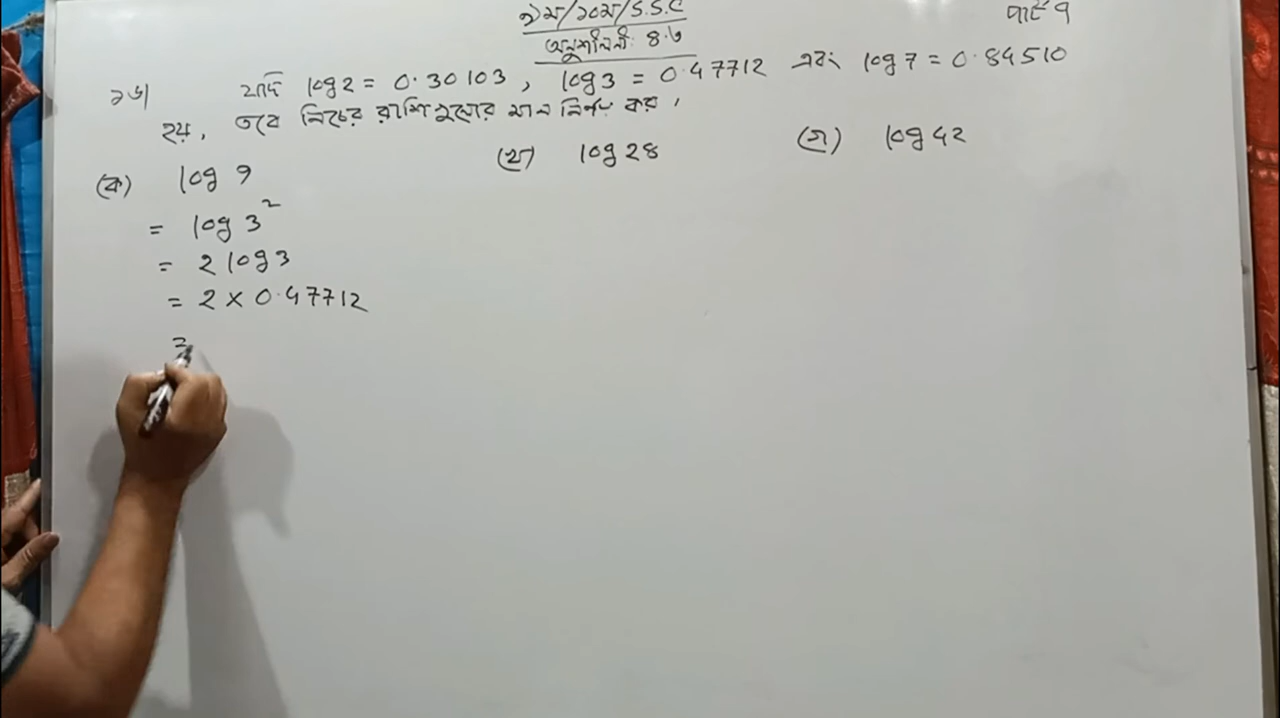 ৯ম/১০ম/S.S.C
অনুশীলনী: ৪.৬
পার্ট ৭
১৬। যদি log2 = 0.30103, log3 = 0.47712 এবং log7 = 0.84510
হয়, তবে নিচের রাশিগুলোর মান নির্ণয় কর।
(ক) log 9 (খ) log 28 (গ) log 42
= log 3²
= 2 log3
= 2 × 0.47712
=